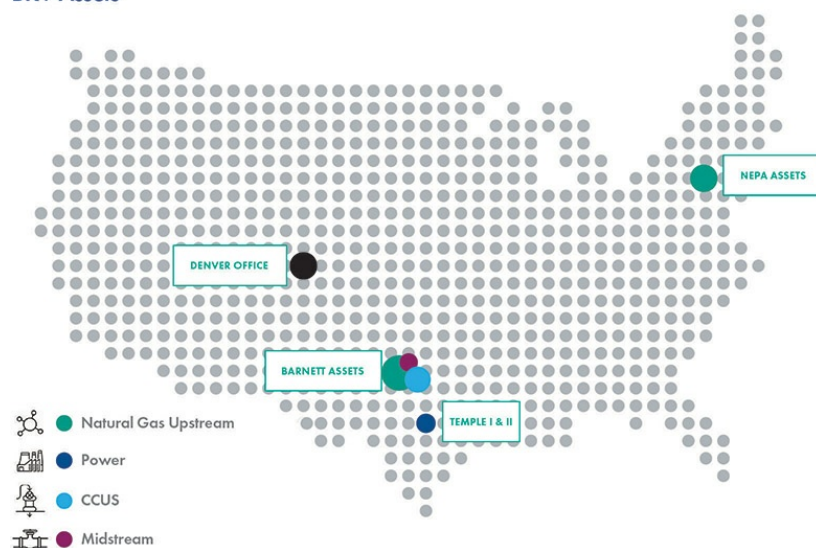 NEPA ASSETS
DENVER OFFICE
BARNETT ASSETS
TEMPLE I & II
Natural Gas Upstream
Power
CCUS
Midstream